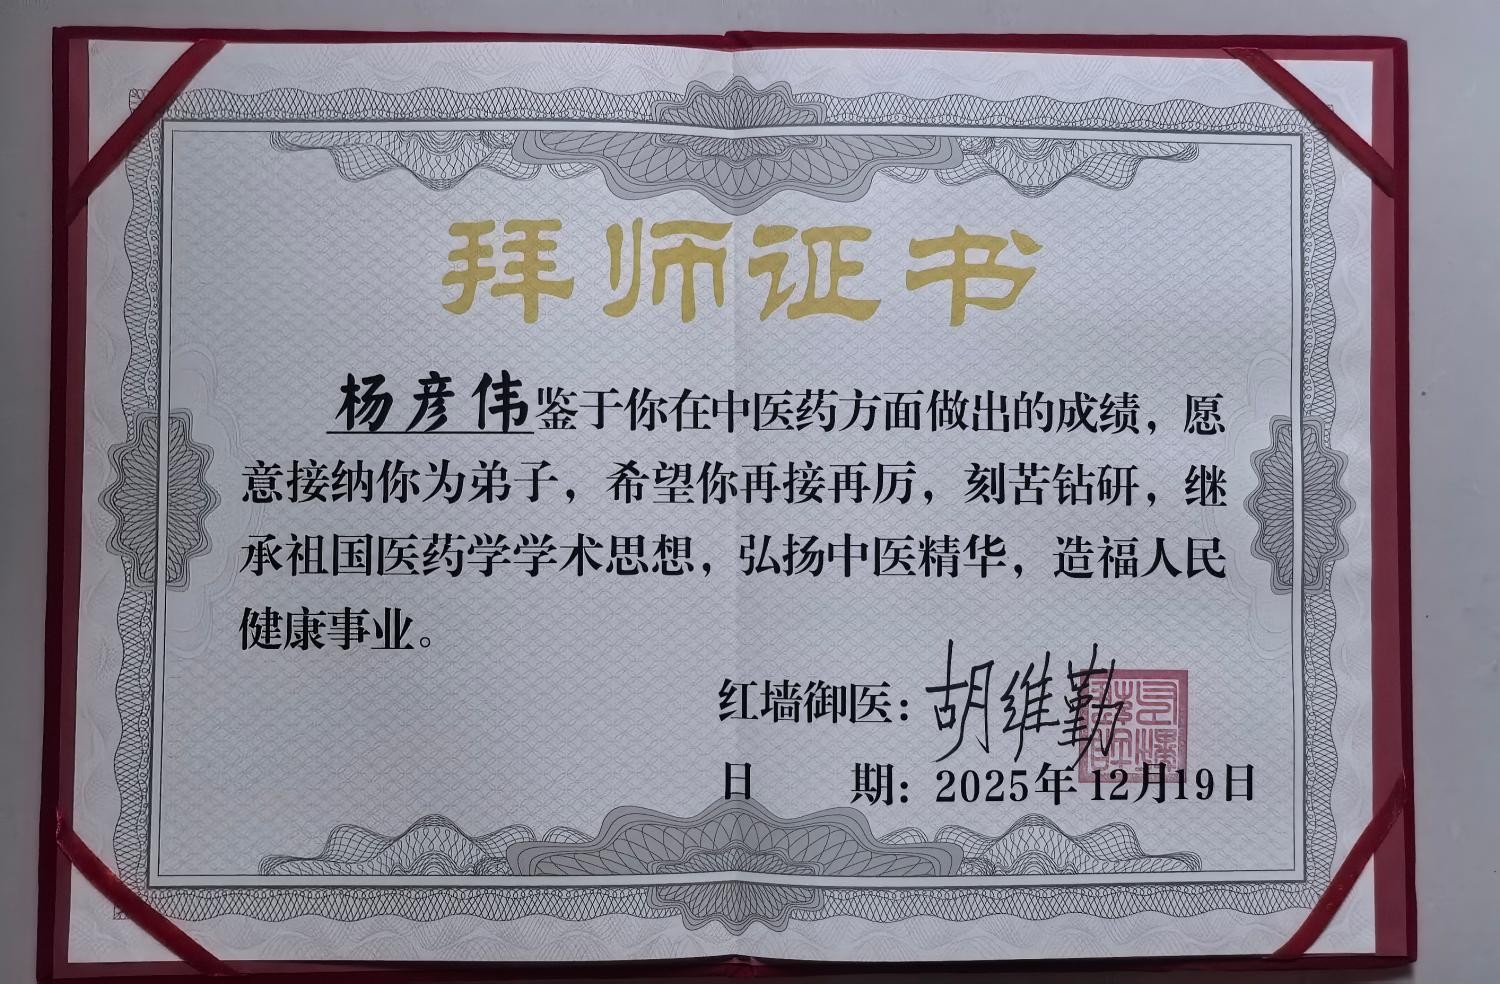 拜师证书
杨彦伟鉴于你在中医药方面做出的成绩，愿
意接纳你为弟子，希望你再接再厉，刻苦钻研，继
承祖国医药学学术思想，弘扬中医精华，造福人民
健康事业。
红墙御医：胡维勤
日　　期：2025年12月19日